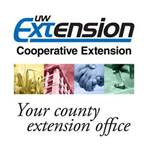 UW
Extension
Cooperative Extension
Your county
extension office